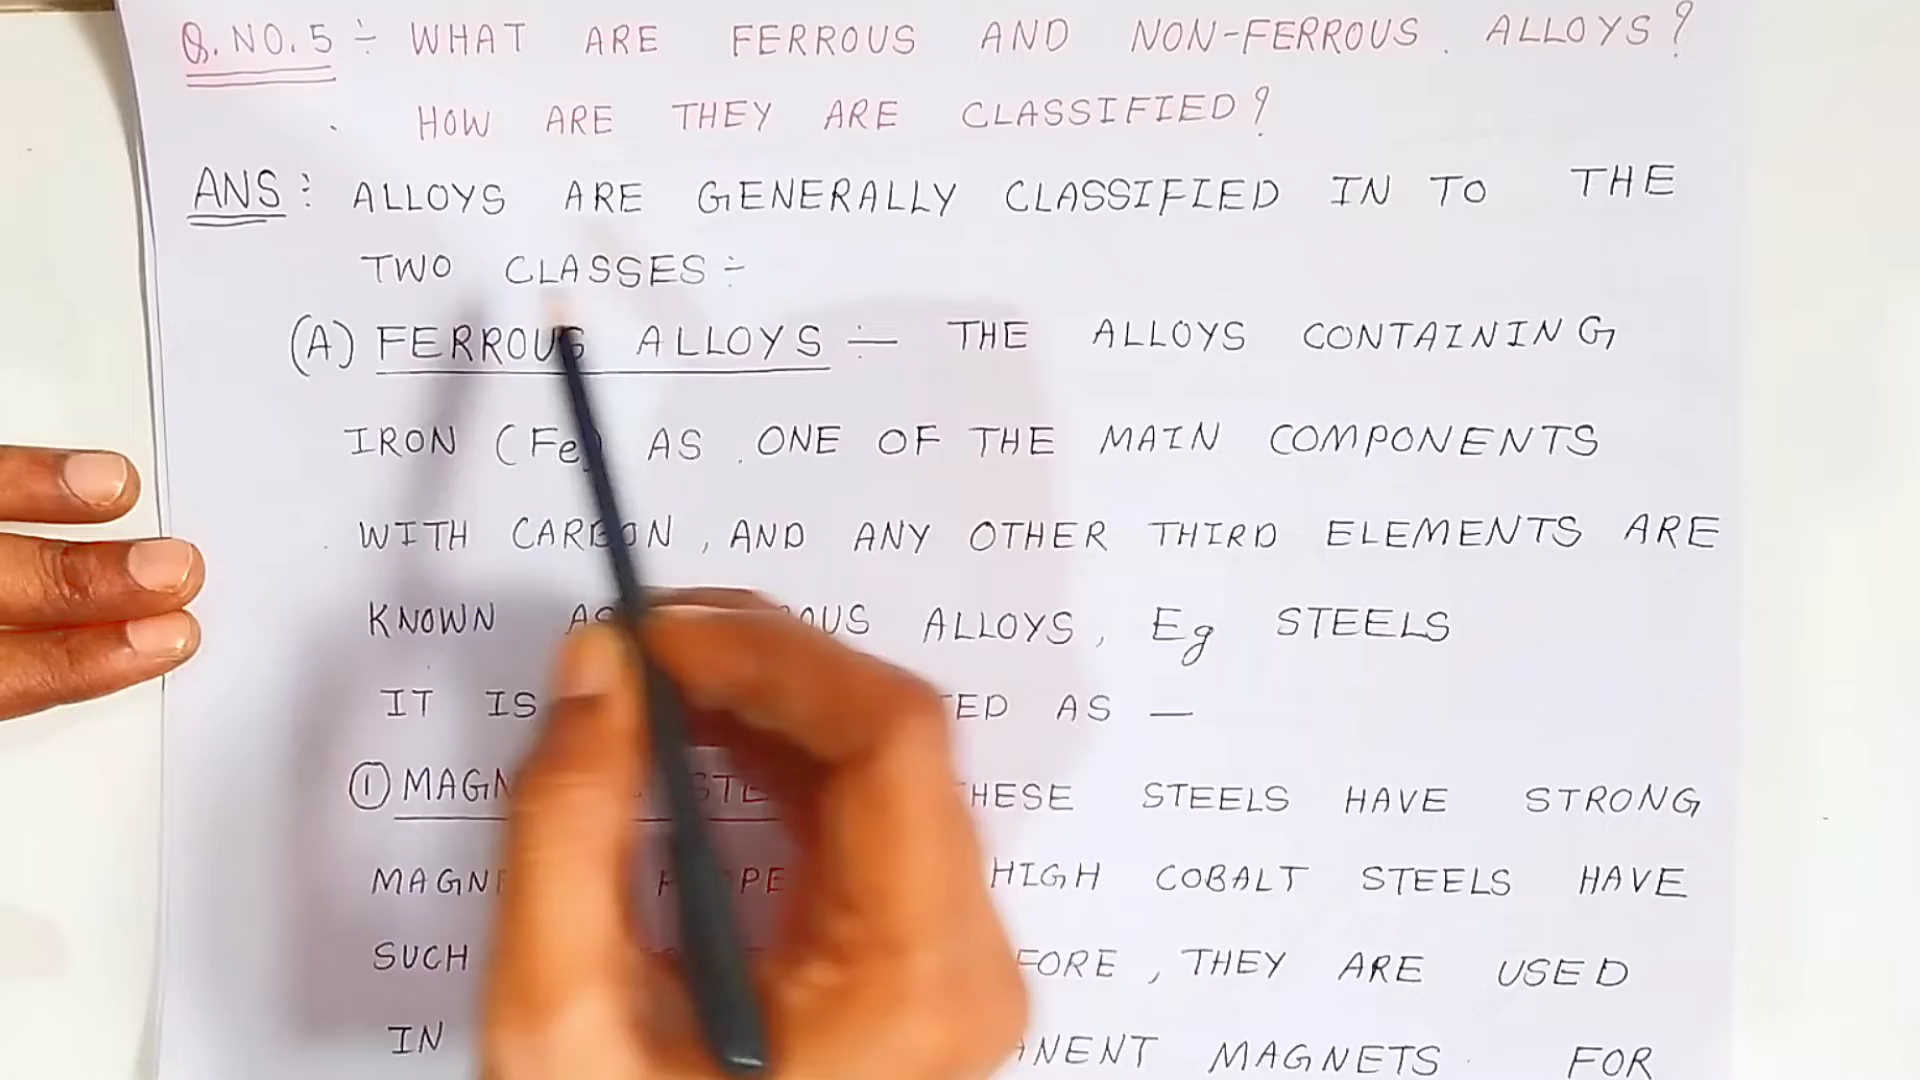 Q.NO.5 ÷ WHAT ARE FERROUS AND NON-FERROUS ALLOYS?
HOW ARE THEY ARE CLASSIFIED?
ANS: ALLOYS ARE GENERALLY CLASSIFIED IN TO THE
TWO CLASSES ÷
(A) FERROUS ALLOYS ÷ THE ALLOYS CONTAINING
IRON (Fe) AS ONE OF THE MAIN COMPONENTS
WITH CARBON, AND ANY OTHER THIRD ELEMENTS ARE
KNOWN AS ALLOYS, Eg STEELS
IT IS AS —
① THESE STEELS HAVE STRONG
HIGH COBALT STEELS HAVE
SUCH , THEY ARE USED
IN MAGNETS FOR